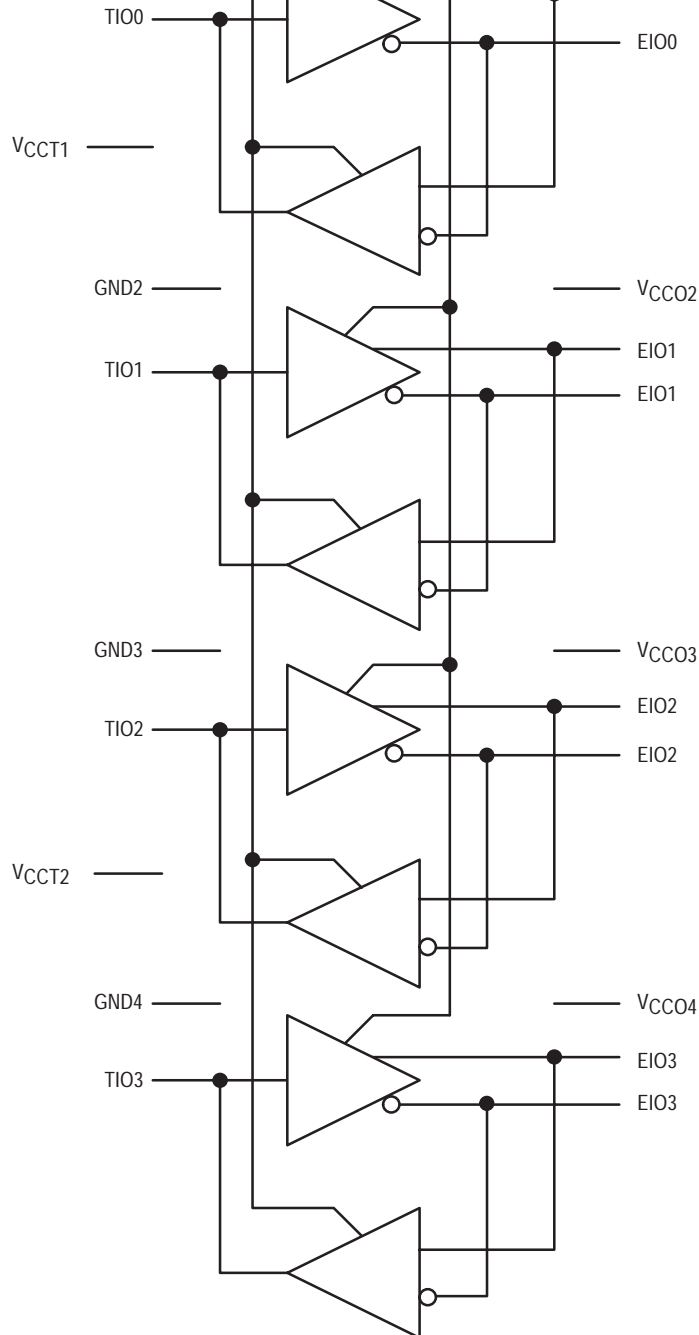 TIO0
EIO0
VCCT1
GND2
VCCO2
EIO1
TIO1
EIO1
GND3
VCCO3
EIO2
TIO2
EIO2
VCCT2
GND4
VCCO4
EIO3
TIO3
EIO3